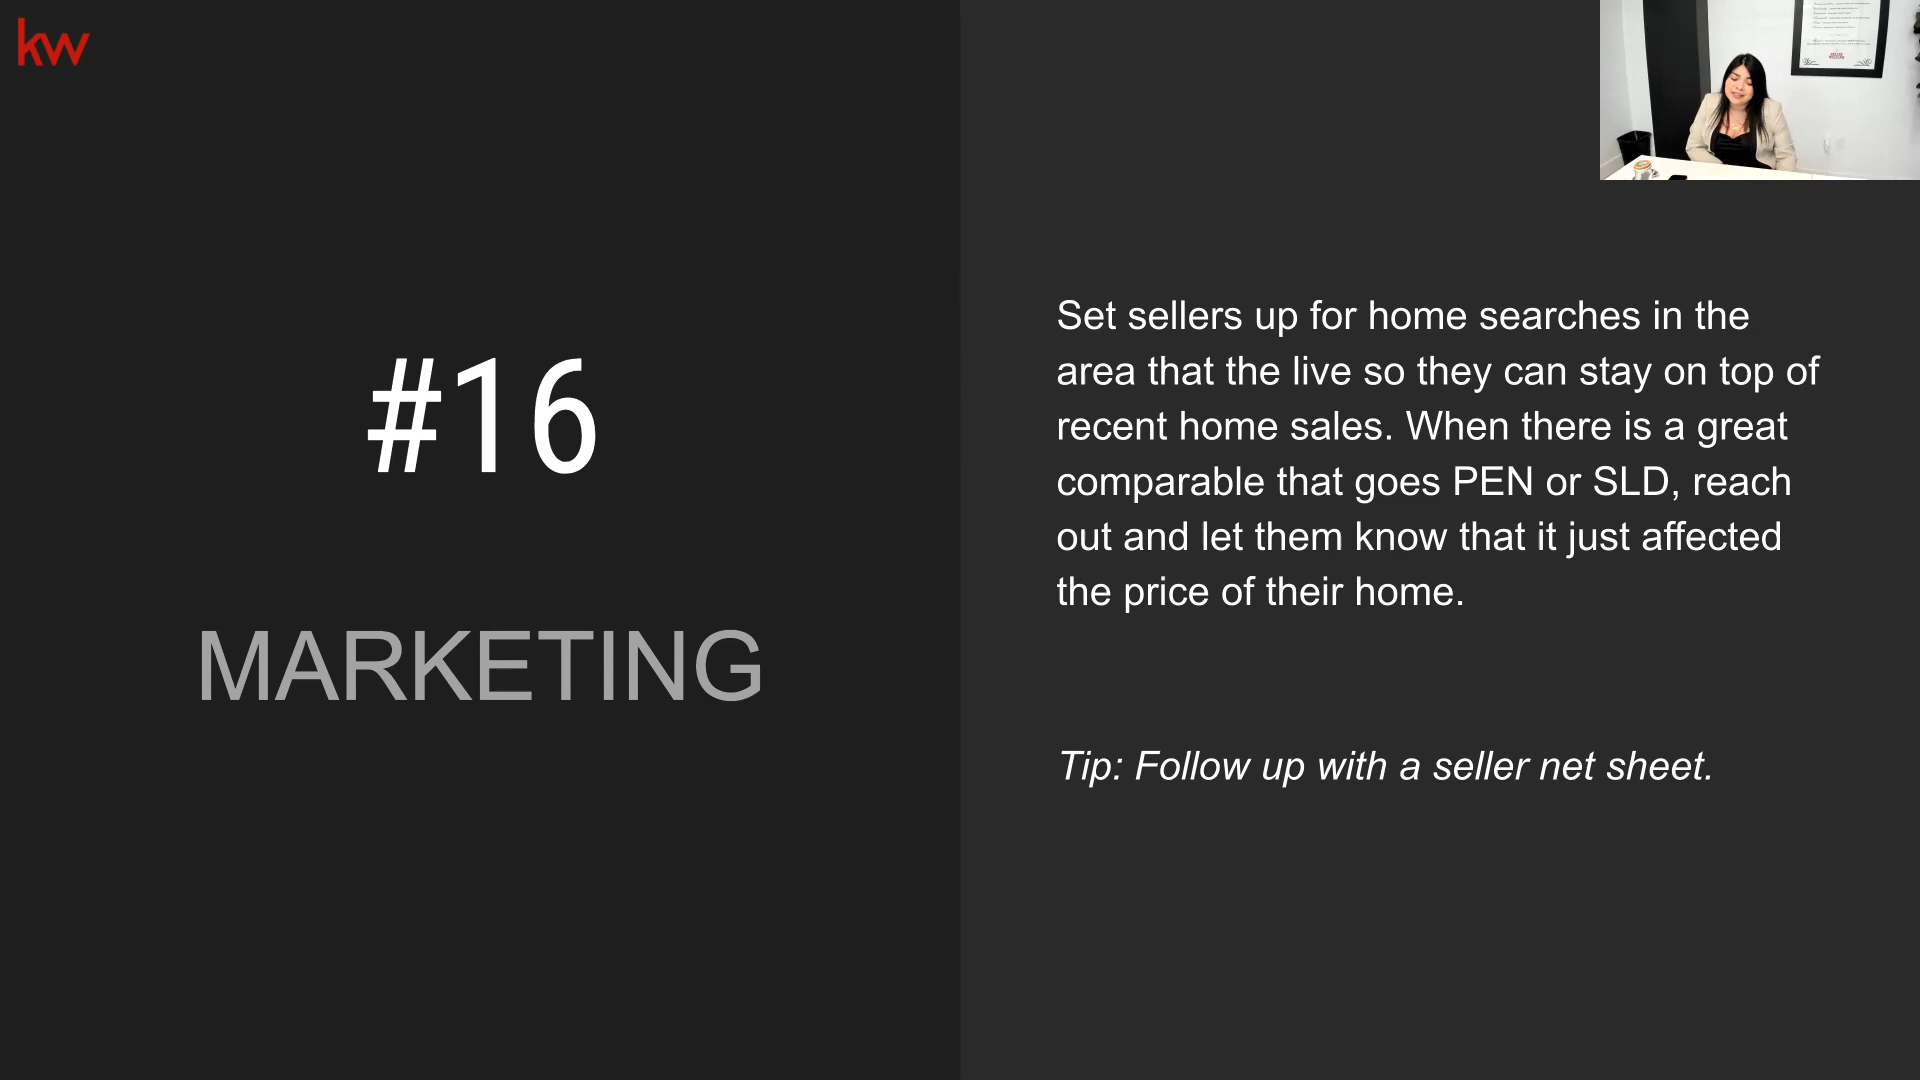 kw
#16
MARKETING
Set sellers up for home searches in the
area that the live so they can stay on top of
recent home sales. When there is a great
comparable that goes PEN or SLD, reach
out and let them know that it just affected
the price of their home.
Tip: Follow up with a seller net sheet.